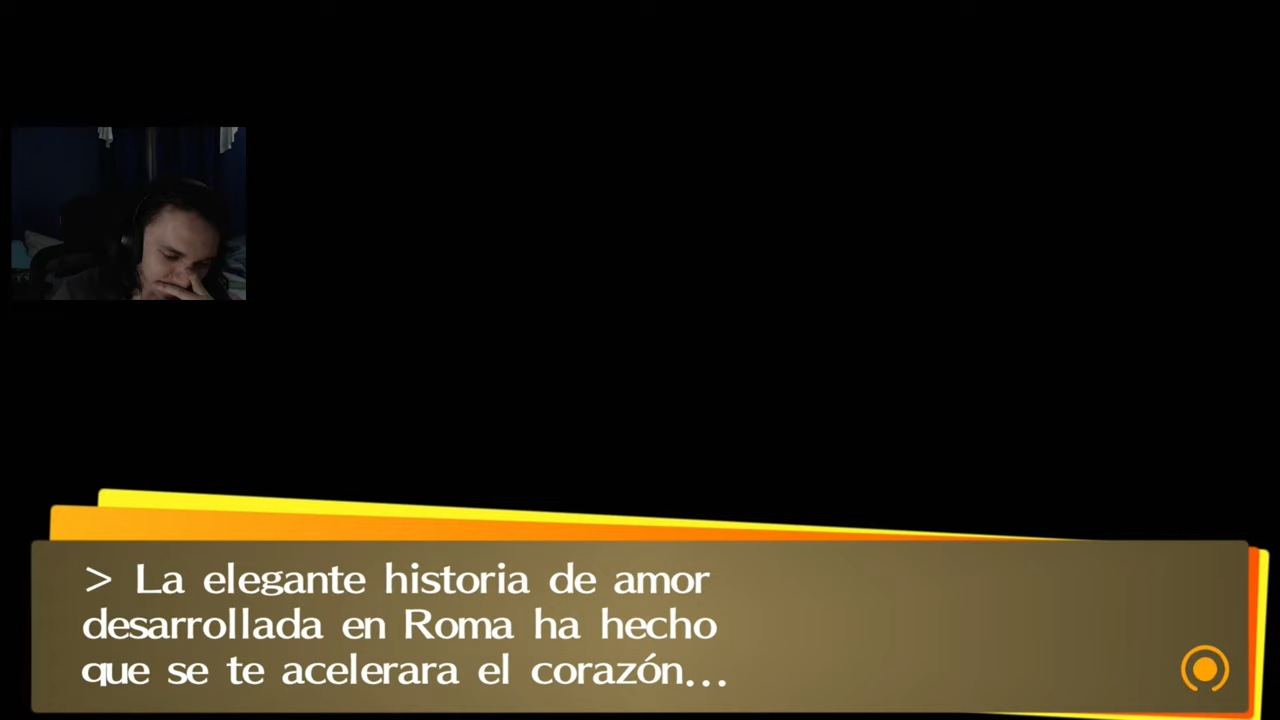 > La elegante historia de amor
desarrollada en Roma ha hecho
que se te acelerara el corazón...